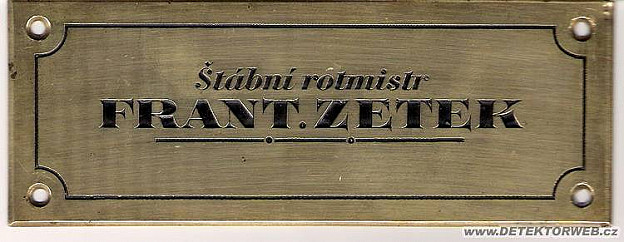 Štábní rotmistr
FRANT. ZETEK
www.DETEKTORWEB.cz